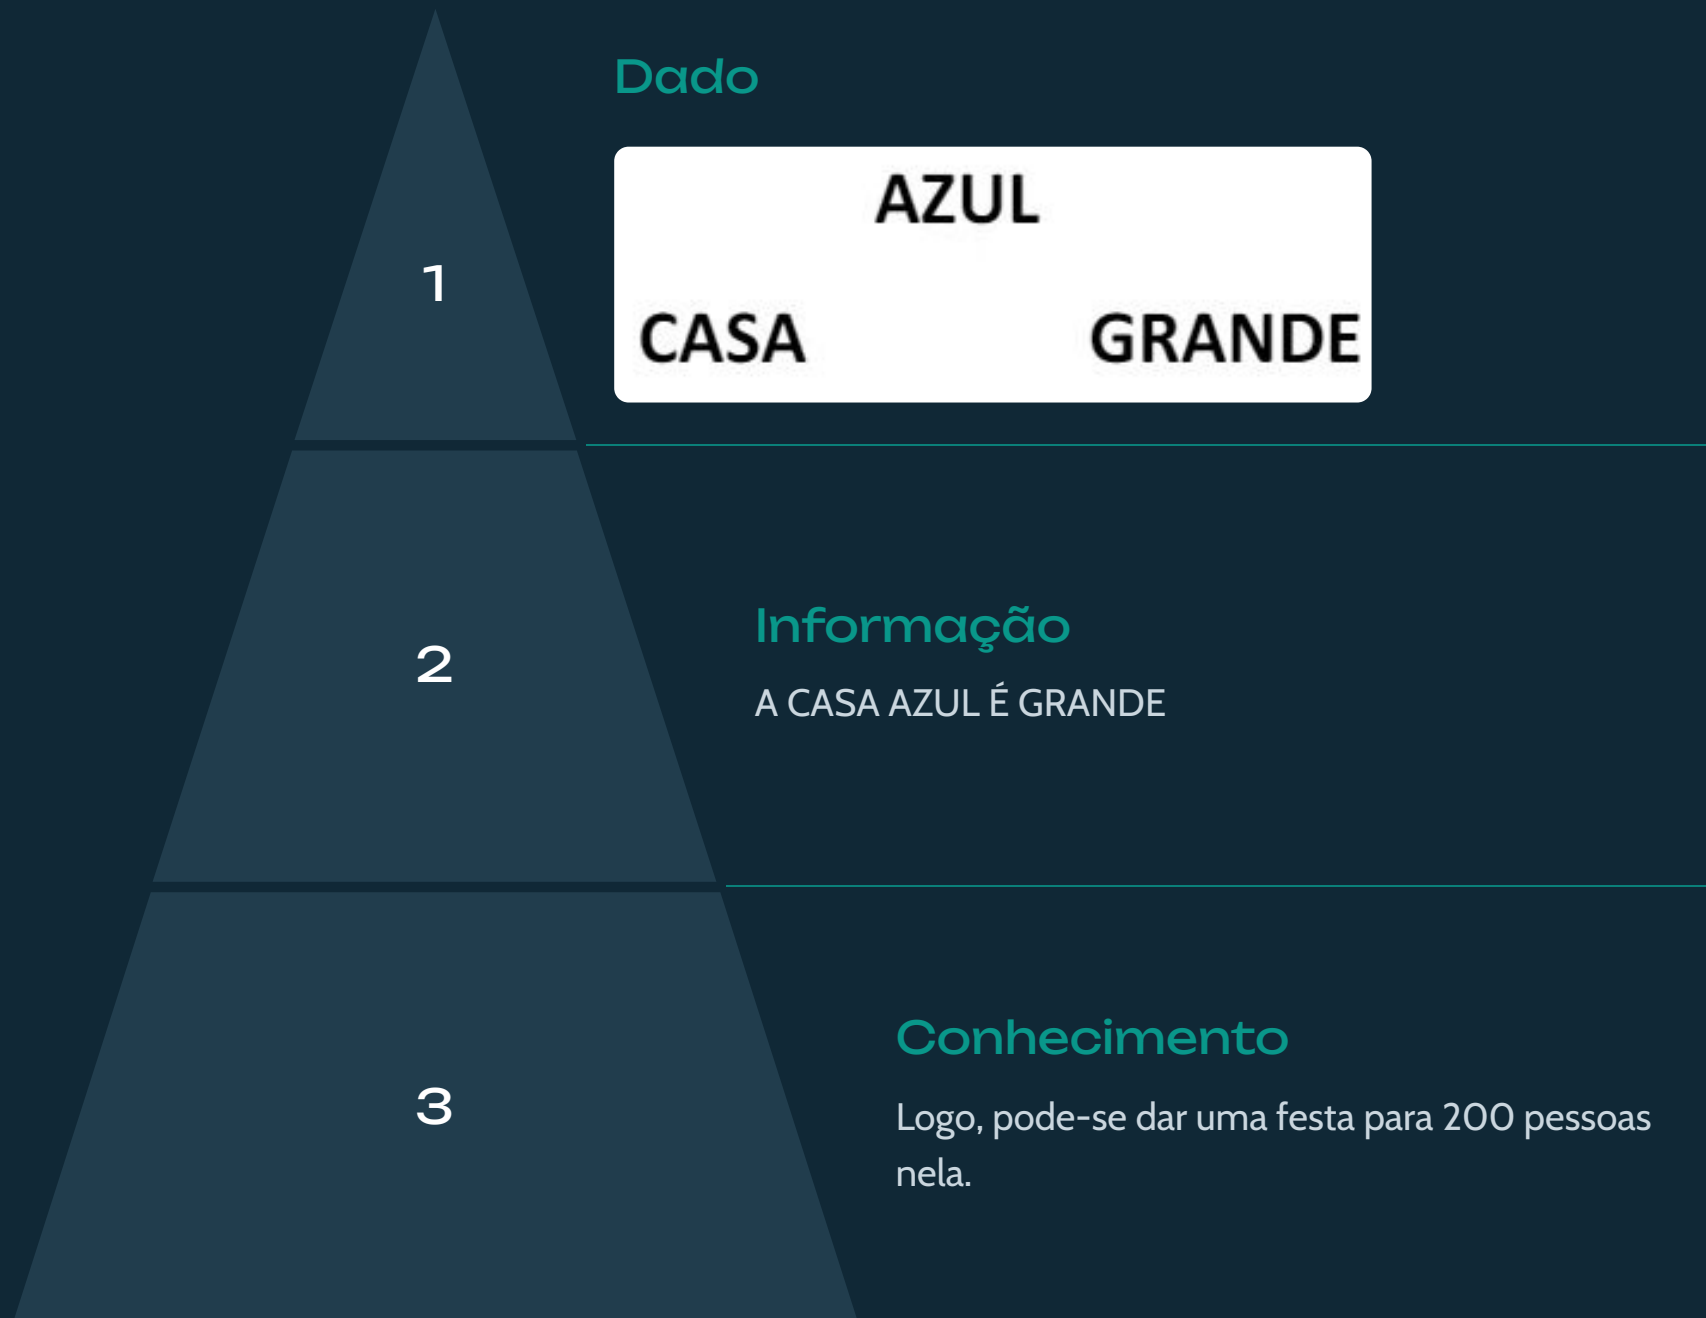 Dado
AZUL
CASA GRANDE
1
Informação
2
A CASA AZUL É GRANDE
Conhecimento
3
Logo, pode-se dar uma festa para 200 pessoas
nela.